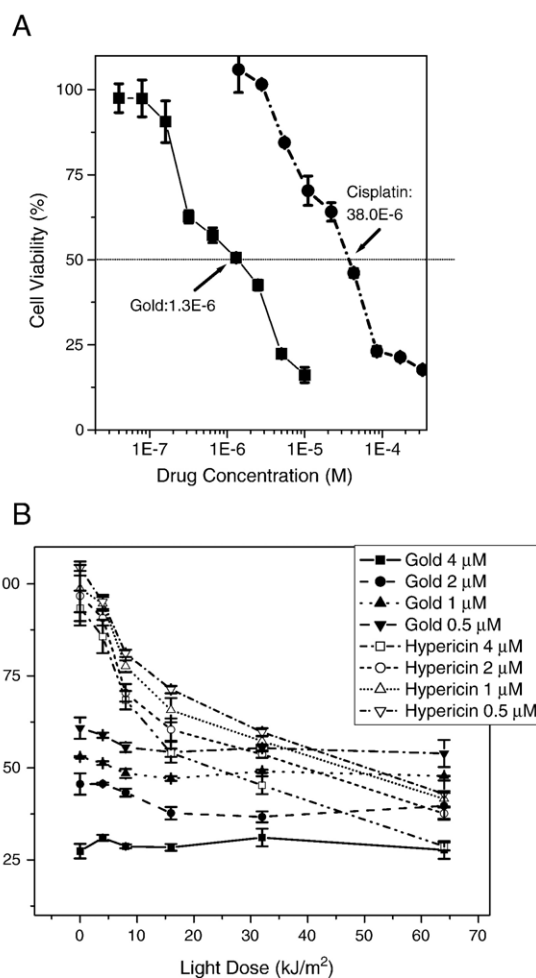 A
100
75
50
25
0
Cell Viability (%)
Cisplatin:
38.0E-6
Gold:1.3E-6
1E-7 1E-6 1E-5 1E-4
Drug Concentration (M)
B
00
75
50
25
Gold 4 μM
Gold 2 μM
Gold 1 μM
Gold 0.5 μM
Hypericin 4 μM
Hypericin 2 μM
Hypericin 1 μM
Hypericin 0.5 μM
0 10 20 30 40 50 60 70
Light Dose (kJ/m²)